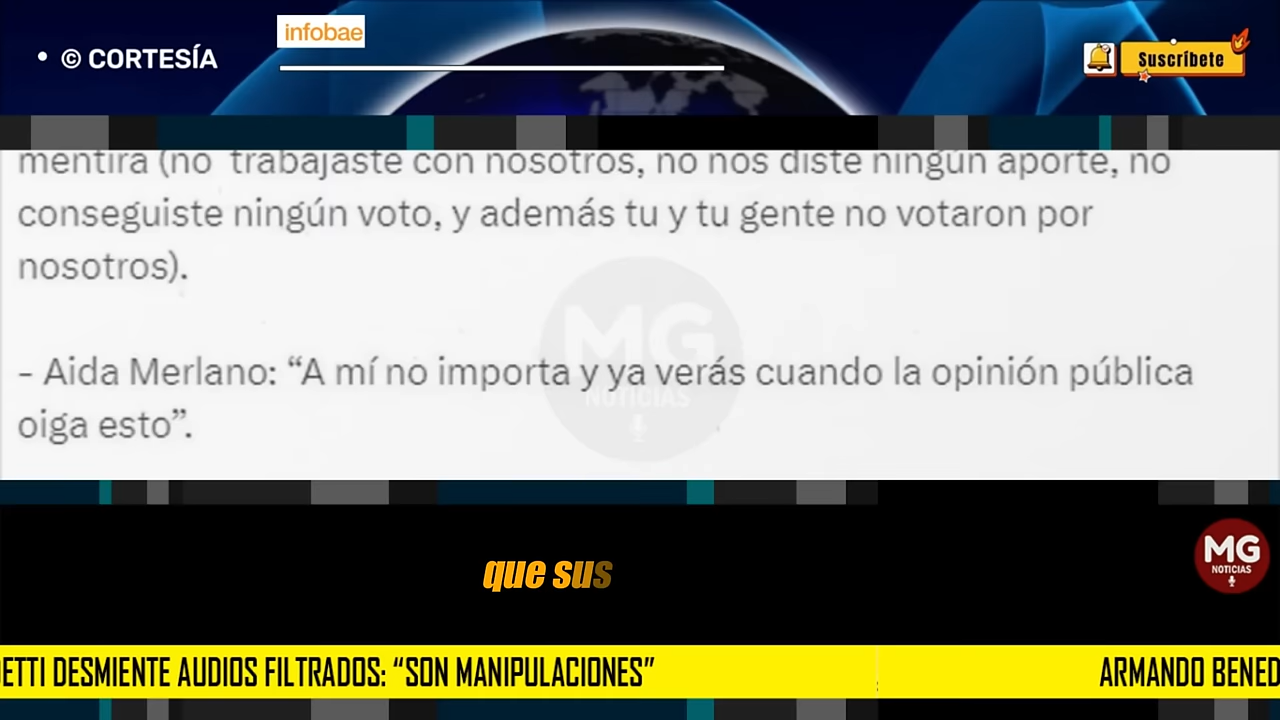 infobae
• © CORTESÍA
Suscríbete
mentira (no trabajaste con nosotros, no nos diste ningún aporte, no
conseguiste ningún voto, y además tu y tu gente no votaron por
nosotros).
– Aida Merlano: “A mí no importa y ya verás cuando la opinión pública
oiga esto”.
MG
NOTICIAS
que sus
MG
NOTICIAS
DETTI DESMIENTE AUDIOS FILTRADOS: “SON MANIPULACIONES”
ARMANDO BENED